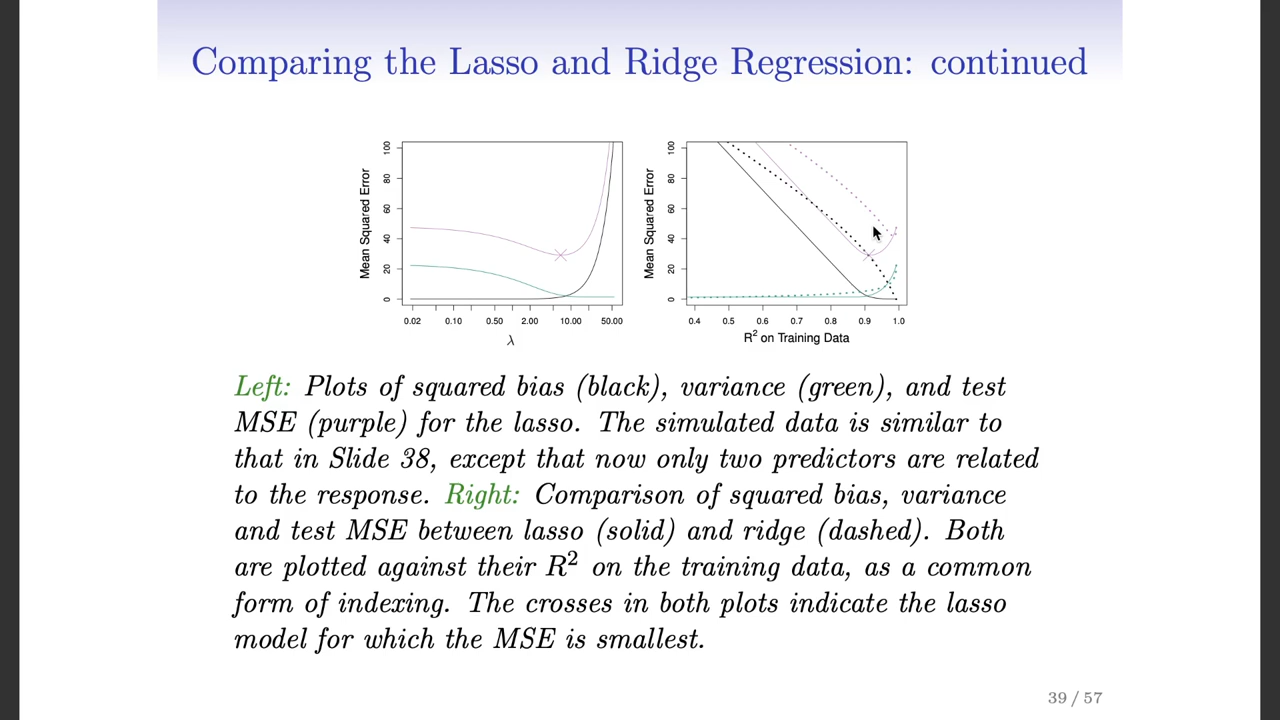 Comparing the Lasso and Ridge Regression: continued
Mean Squared Error
0 20 40 60 80 100
0.02 0.10 0.50 2.00 10.00 50.00
λ
Mean Squared Error
0 20 40 60 80 100
0.4 0.5 0.6 0.7 0.8 0.9 1.0
R² on Training Data
Left: Plots of squared bias (black), variance (green), and test
MSE (purple) for the lasso. The simulated data is similar to
that in Slide 38, except that now only two predictors are related
to the response. Right: Comparison of squared bias, variance
and test MSE between lasso (solid) and ridge (dashed). Both
are plotted against their R² on the training data, as a common
form of indexing. The crosses in both plots indicate the lasso
model for which the MSE is smallest.
39 / 57